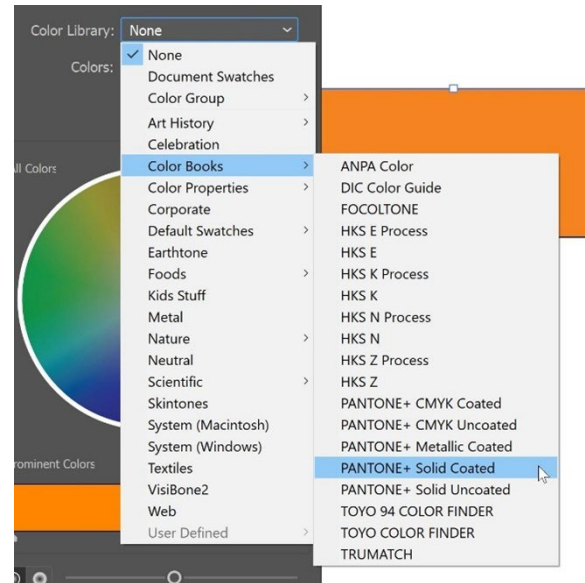 Color Library: None
Colors:
None
Document Swatches
Color Group
Art History
Celebration
Color Books
Color Properties
Corporate
Default Swatches
Earthtone
Foods
Kids Stuff
Metal
Nature
Neutral
Scientific
Skintones
System (Macintosh)
System (Windows)
Textiles
VisiBone2
Web
User Defined
ANPA Color
DIC Color Guide
FOCOLTONE
HKS E Process
HKS E
HKS K Process
HKS K
HKS N Process
HKS N
HKS Z Process
HKS Z
PANTONE+ CMYK Coated
PANTONE+ CMYK Uncoated
PANTONE+ Metallic Coated
PANTONE+ Solid Coated
PANTONE+ Solid Uncoated
TOYO 94 COLOR FINDER
TOYO COLOR FINDER
TRUMATCH
ll Colors
rominent Colors